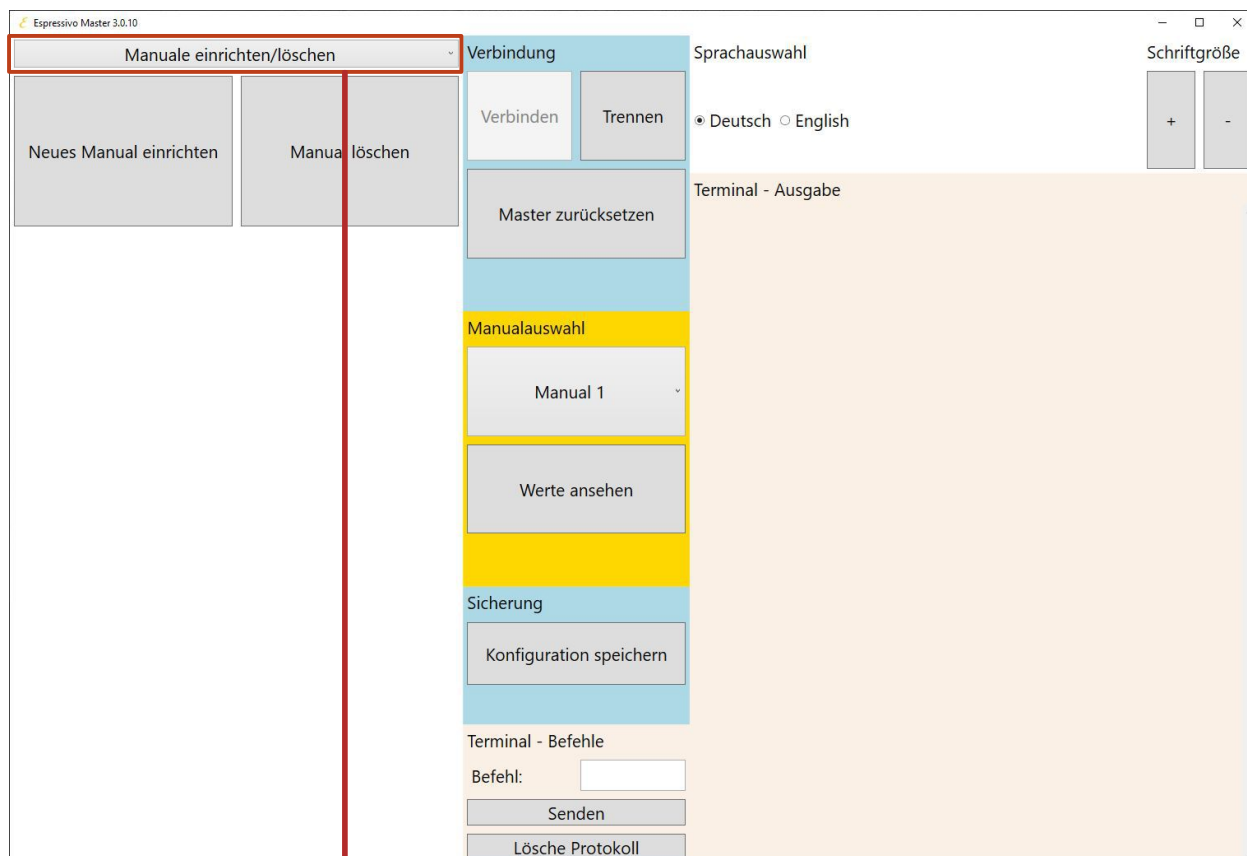 Espressivo Master 3.0.10
Manuale einrichten/löschen
Neues Manual einrichten
Manual löschen
Verbindung
Verbinden
Trennen
Master zurücksetzen
Manualauswahl
Manual 1
Werte ansehen
Sicherung
Konfiguration speichern
Terminal - Befehle
Befehl:
Senden
Lösche Protokoll
Sprachauswahl
Deutsch
English
Schriftgröße
+
-
Terminal - Ausgabe